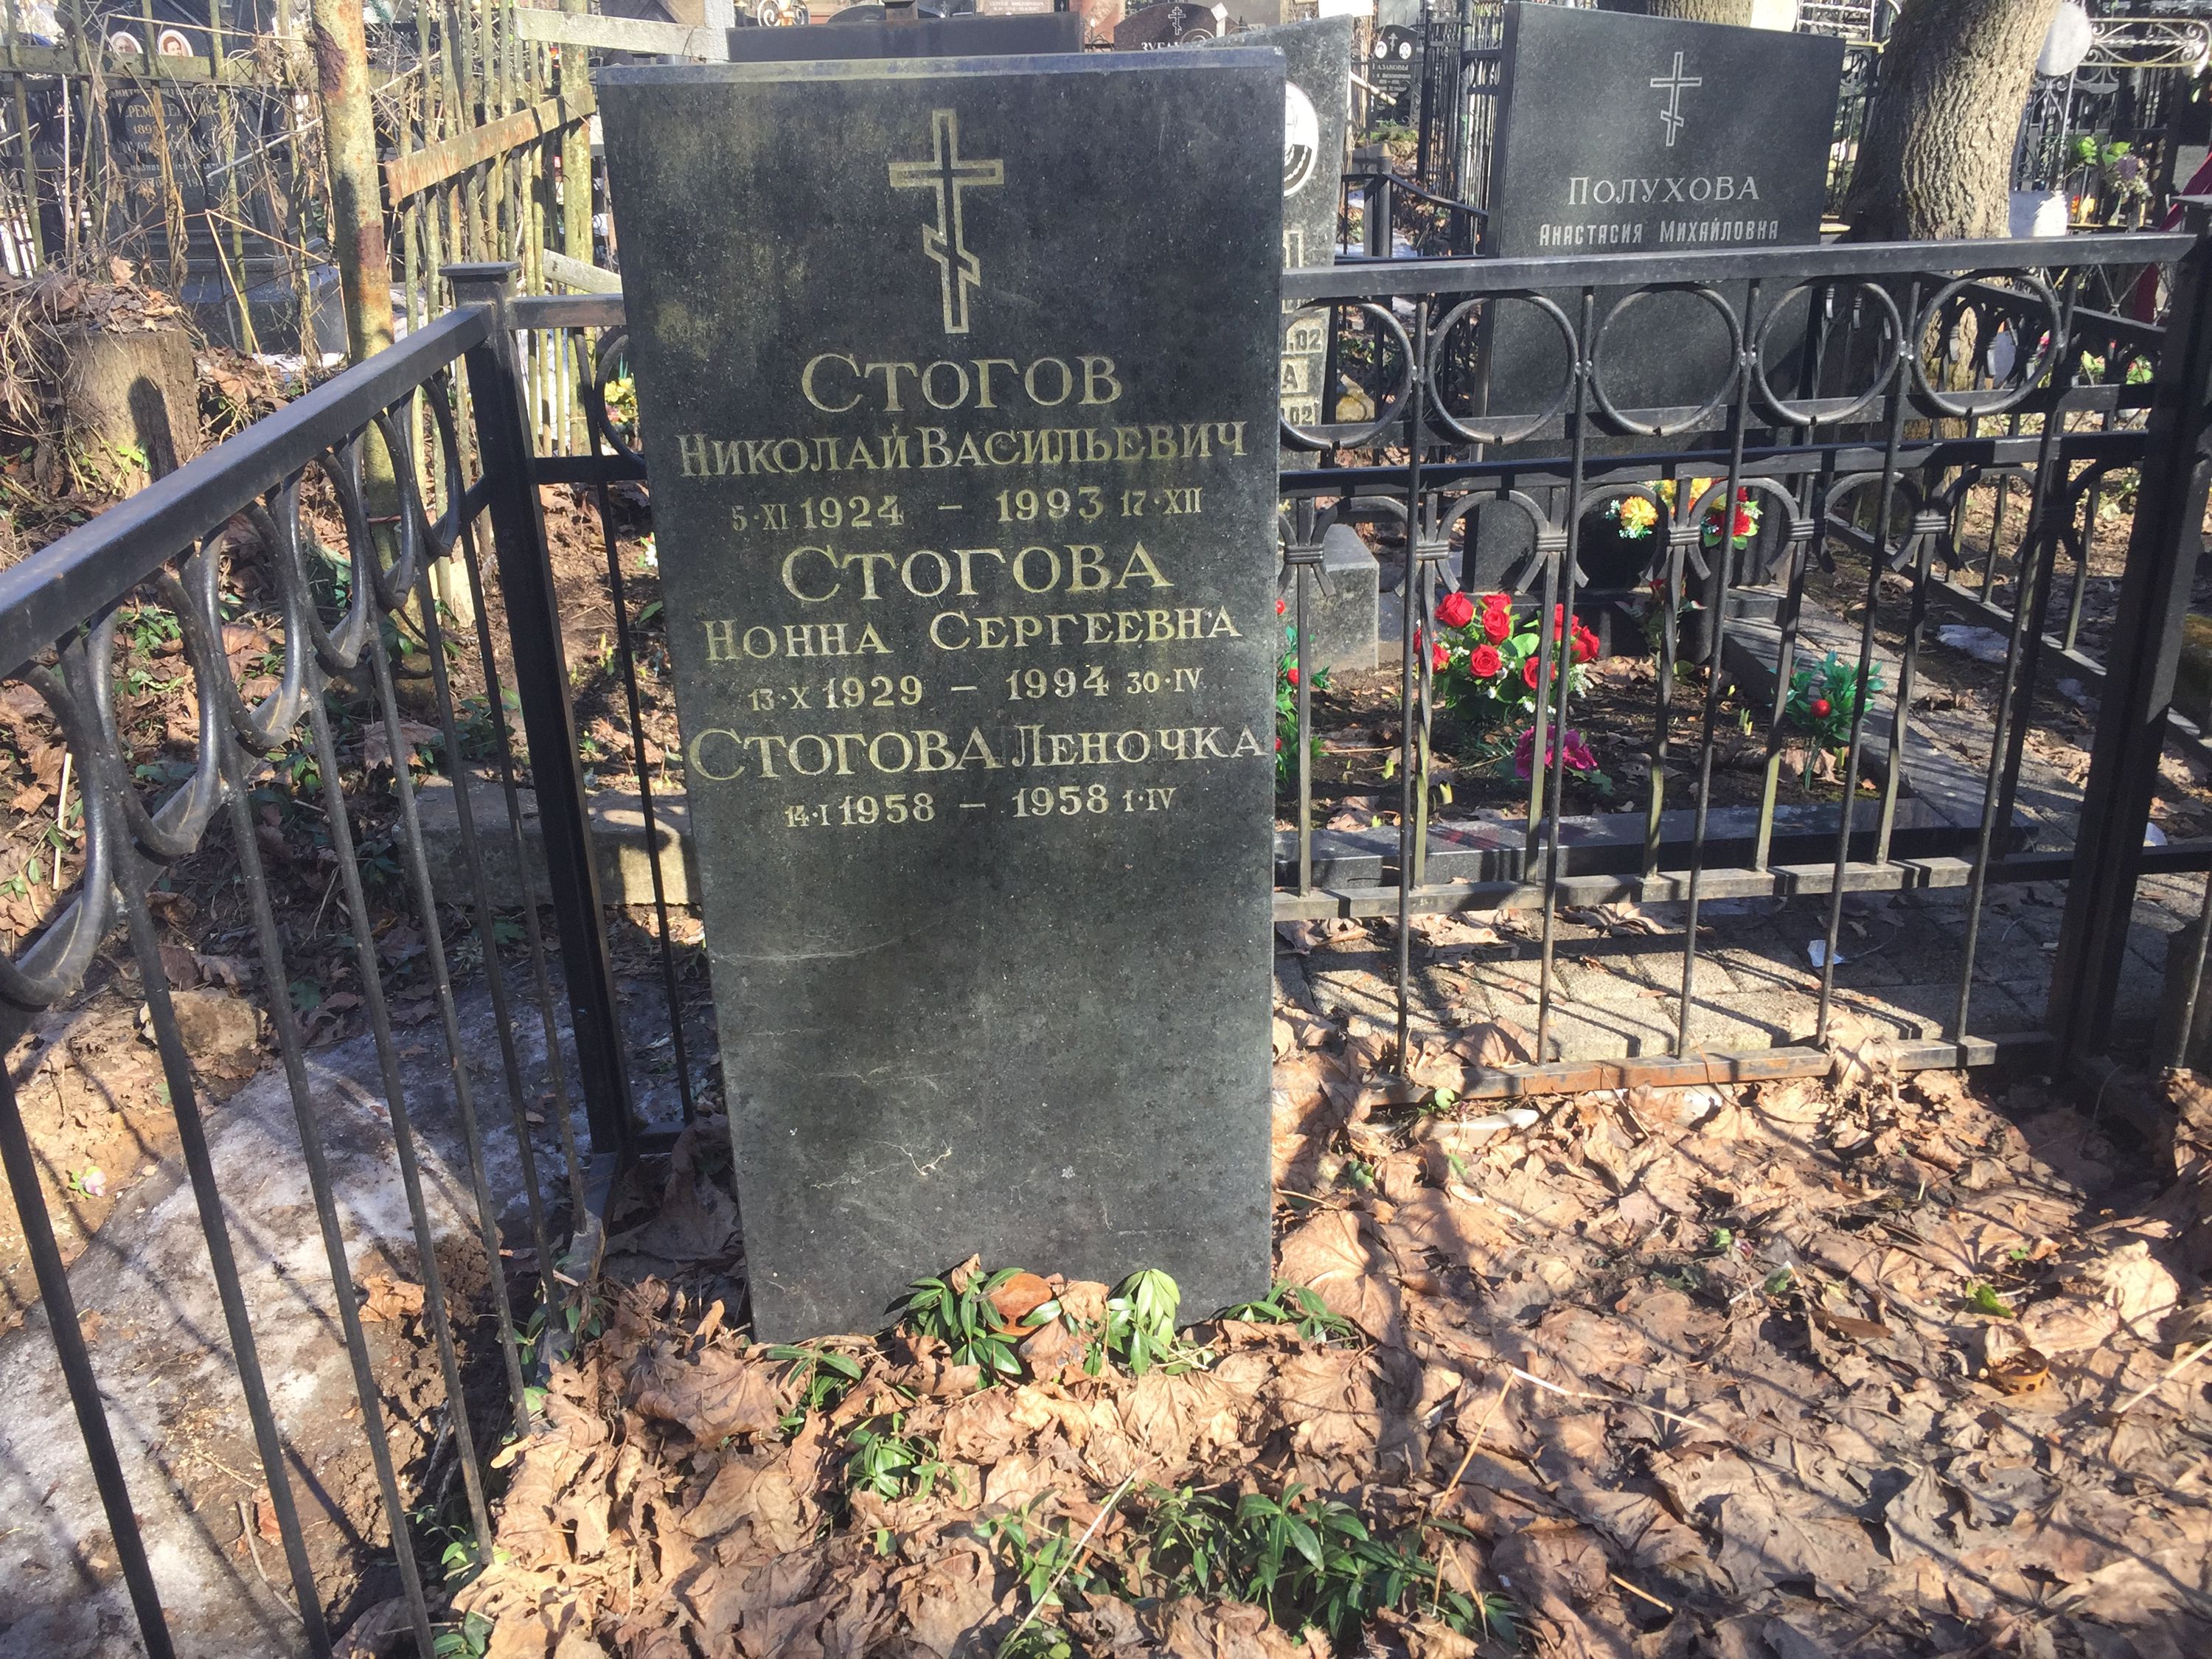 СТОГОВ
НИКОЛАЙ ВАСИЛЬЕВИЧ
5·XI 1924 – 1993 17·XII
СТОГОВА
НОННА СЕРГЕЕВНА
13·X 1929 – 1994 30·IV
СТОГОВА ЛЕНОЧКА
14·I 1958 – 1958 1·IV
ПОЛУХОВА
АНАСТАСИЯ МИХАЙЛОВНА